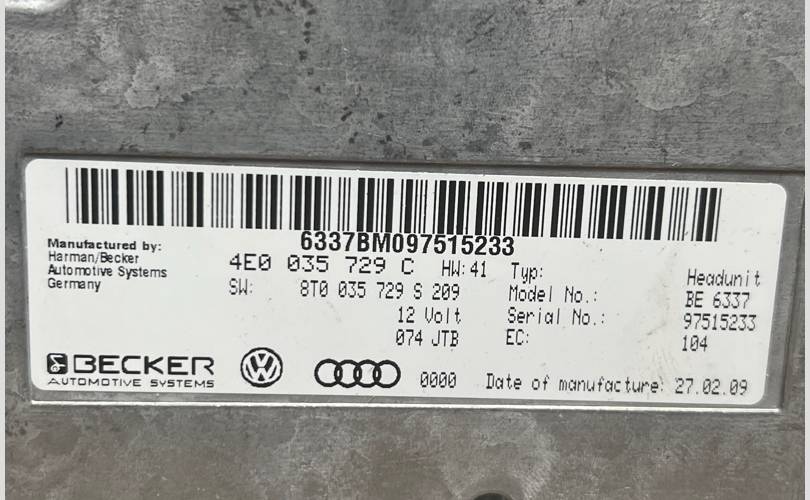 6337BM097515233
Manufactured by:
Harman/Becker
Automotive Systems
Germany
4E0 035 729 C HW:41
SW: 8T0 035 729 S 209
12 Volt
074 JTB
Typ: Headunit
Model No.: BE 6337
Serial No.: 97515233
EC: 104
BECKER
AUTOMOTIVE SYSTEMS
VW
0000
Date of manufacture: 27.02.09